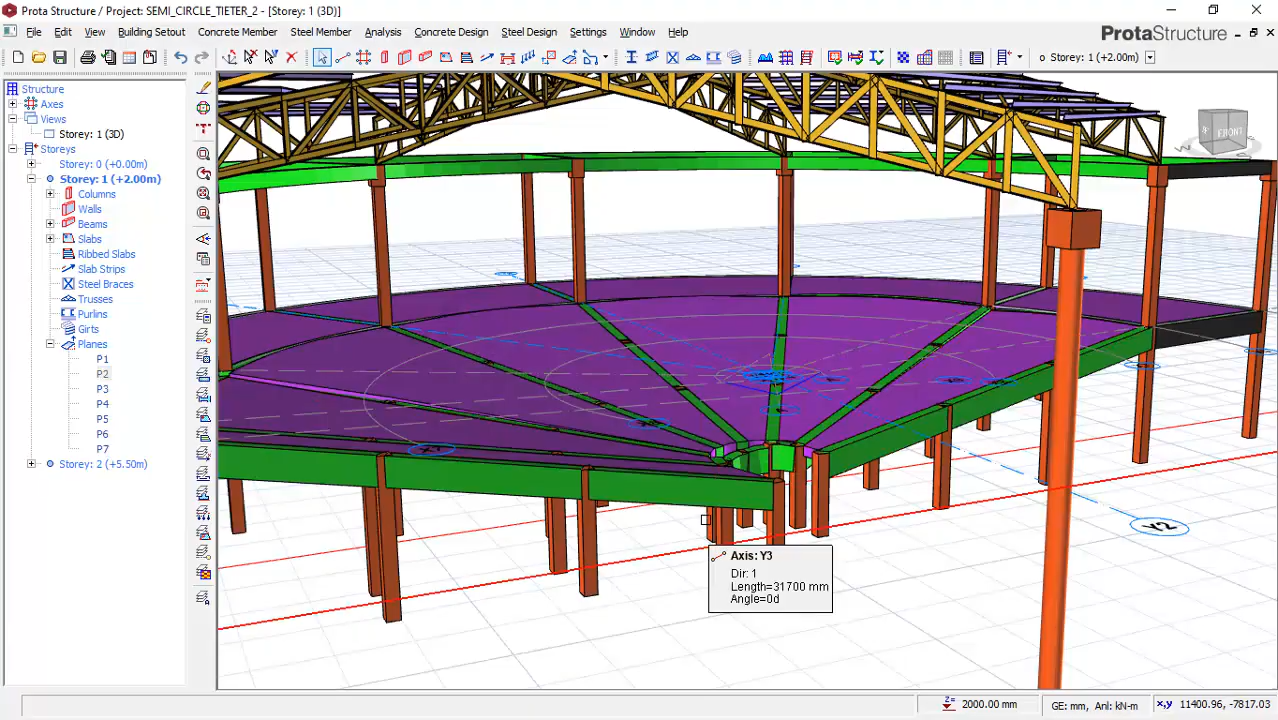 Prota Structure / Project: SEMI_CIRCLE_TIETER_2 - [Storey: 1 (3D)]
File Edit View Building Setout Concrete Member Steel Member Analysis Concrete Design Steel Design Settings Window Help
ProtaStructure
o Storey: 1 (+2.00m)
Structure
Axes
Views
Storey: 1 (3D)
Storeys
Storey: 0 (+0.00m)
Storey: 1 (+2.00m)
Columns
Walls
Beams
Slabs
Ribbed Slabs
Slab Strips
Steel Braces
Trusses
Purlins
Girts
Planes
P1
P2
P3
P4
P5
P6
P7
Storey: 2 (+5.50m)
FRONT
Y2
Axis: Y3
Dir: 1
Length=31700 mm
Angle=0d
Z= 2000.00 mm
GE: mm, Anl: kN-m
x,y 11400.96, -7817.03